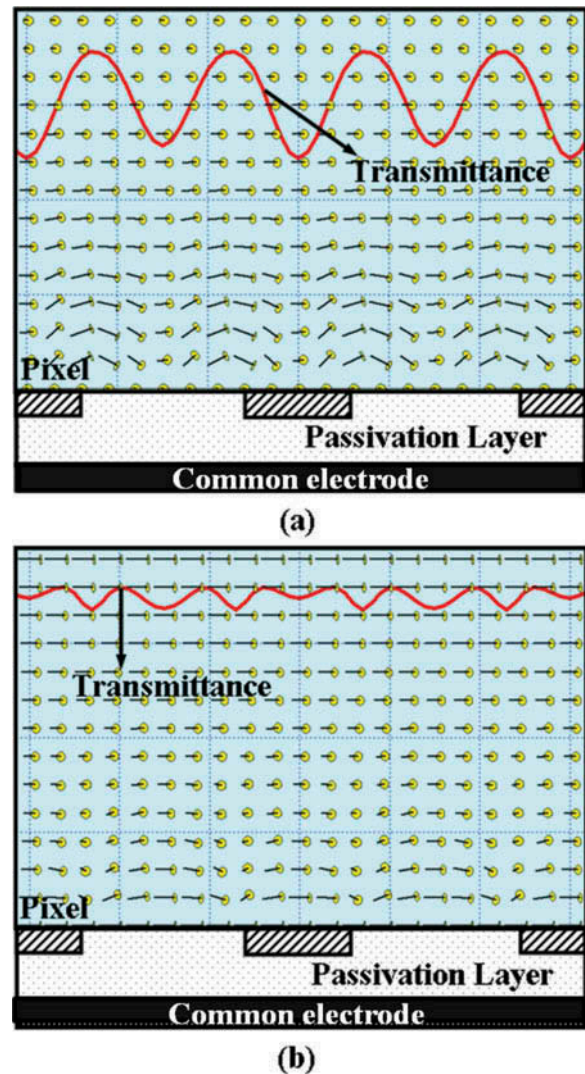 Transmittance
Pixel
Passivation Layer
Common electrode
(a)
Transmittance
Pixel
Passivation Layer
Common electrode
(b)